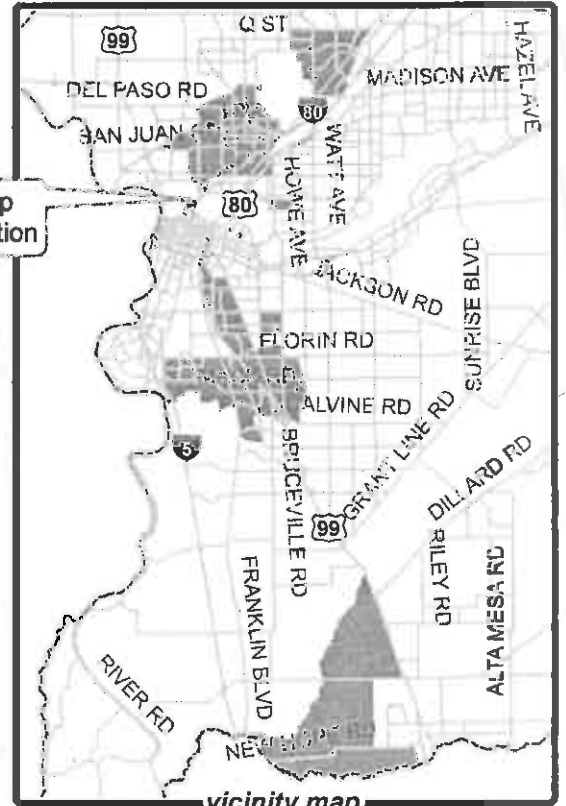 Q ST
99
HAZEL AVE
MADISON AVE
DEL PASO RD
80
SAN JUAN
WATT AVE
HOWE AVE
80
JACKSON RD
SUNRISE BLVD
FLORIN RD
ALVINE RD
5
BRUCEVILLE RD
GRANT LINE RD
DILLARD RD
99
RILEY RD
FRANKLIN BLVD
ALTA MESA RD
RIVER RD
NE
vicinity map